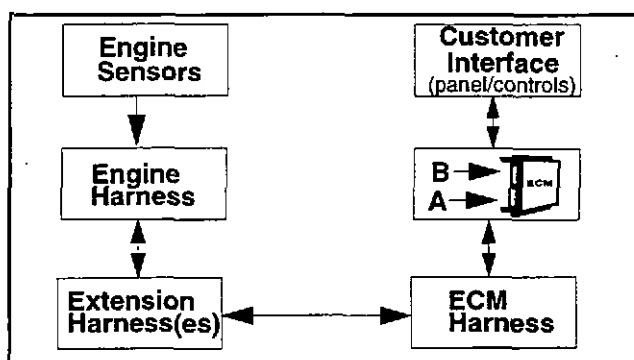 Engine
Sensors
Customer
Interface
(panel/controls)
Engine
Harness
B
A
ECM
Extension
Harness(es)
ECM
Harness